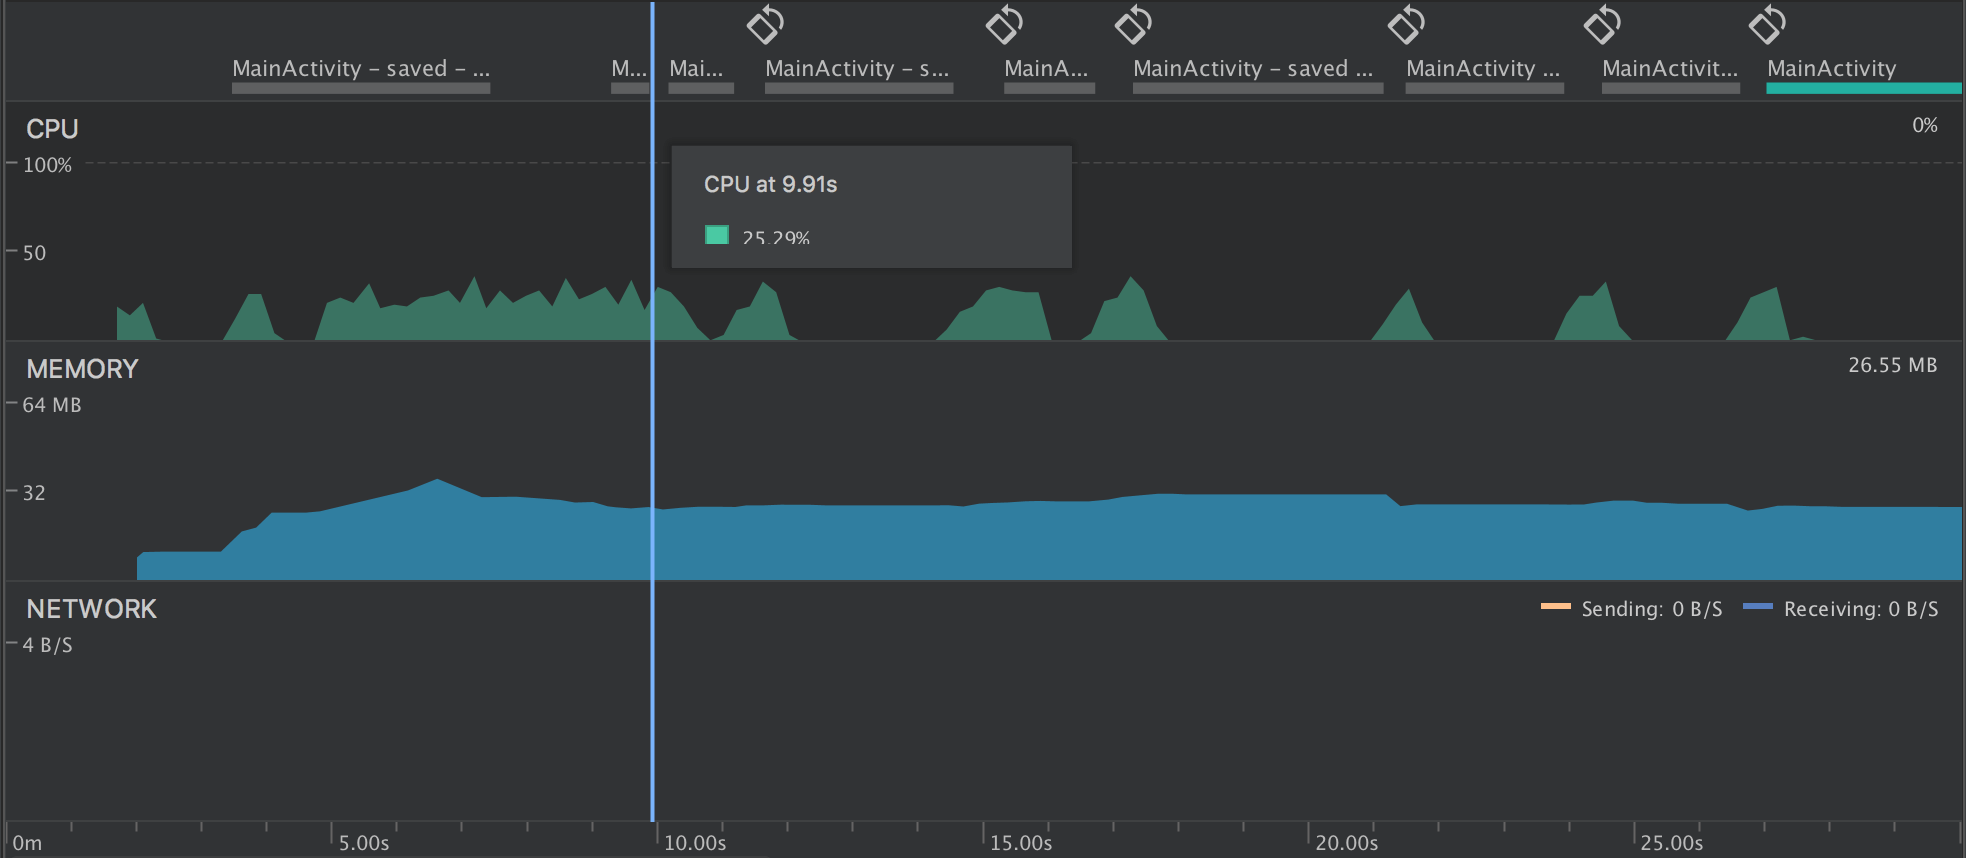 MainActivity – saved – ...
M...
Mai...
MainActivity – s...
MainA...
MainActivity – saved ...
MainActivity ...
MainActivit...
MainActivity
CPU
0%
100%
CPU at 9.91s
25.29%
50
MEMORY
26.55 MB
64 MB
32
NETWORK
Sending: 0 B/S
Receiving: 0 B/S
4 B/S
0m
5.00s
10.00s
15.00s
20.00s
25.00s